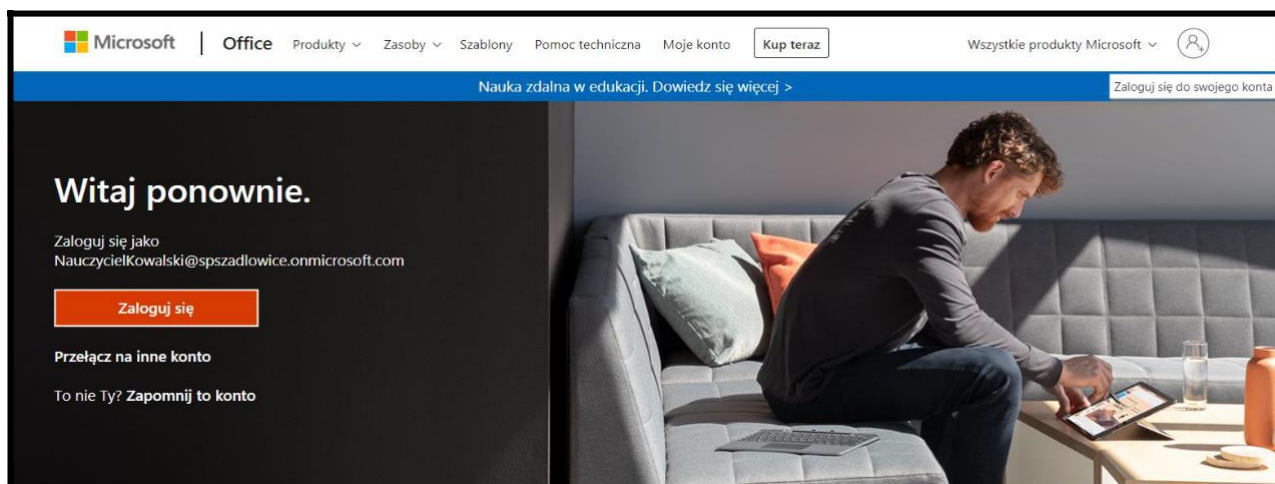 Microsoft | Office Produkty Zasoby Szablony Pomoc techniczna Moje konto Kup teraz Wszystkie produkty Microsoft
Nauka zdalna w edukacji. Dowiedz się więcej >
Zaloguj się do swojego konta
Witaj ponownie.
Zaloguj się jako
NauczycielKowalski@spszadlowice.onmicrosoft.com
Zaloguj się
Przełącz na inne konto
To nie Ty? Zapomnij to konto